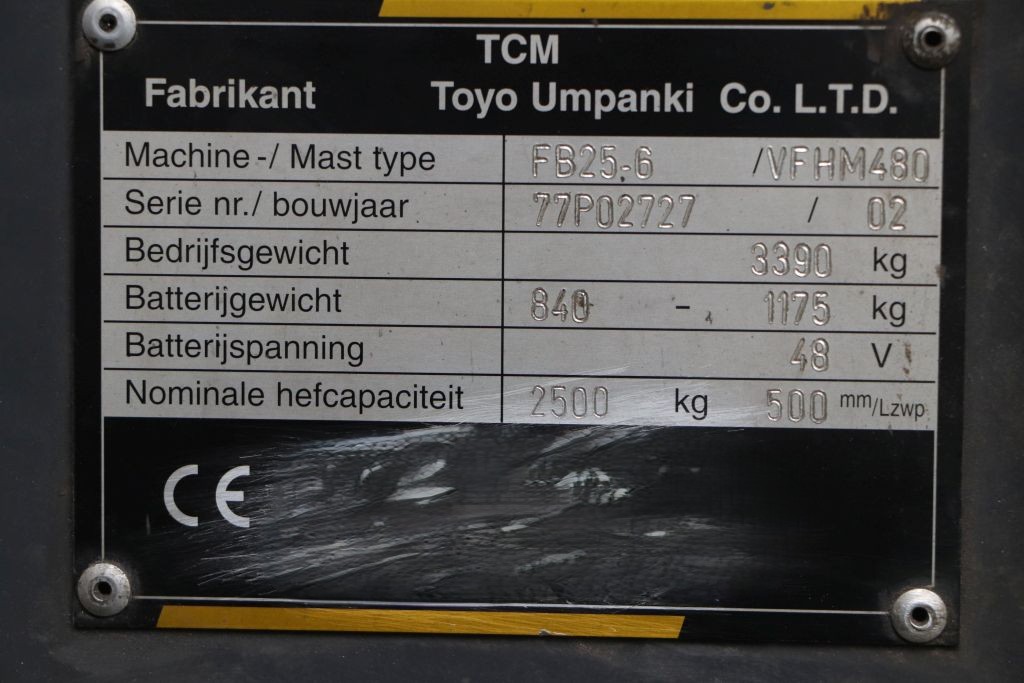 TCM
Fabrikant Toyo Umpanki Co. L.T.D.
Machine-/ Mast type FB25-6 /VFHM480
Serie nr./ bouwjaar 77P02727 / 02
Bedrijfsgewicht 3390 kg
Batterijgewicht 840 - 1175 kg
Batterijspanning 48 V
Nominale hefcapaciteit 2500 kg 500 mm/Lzwp
CE